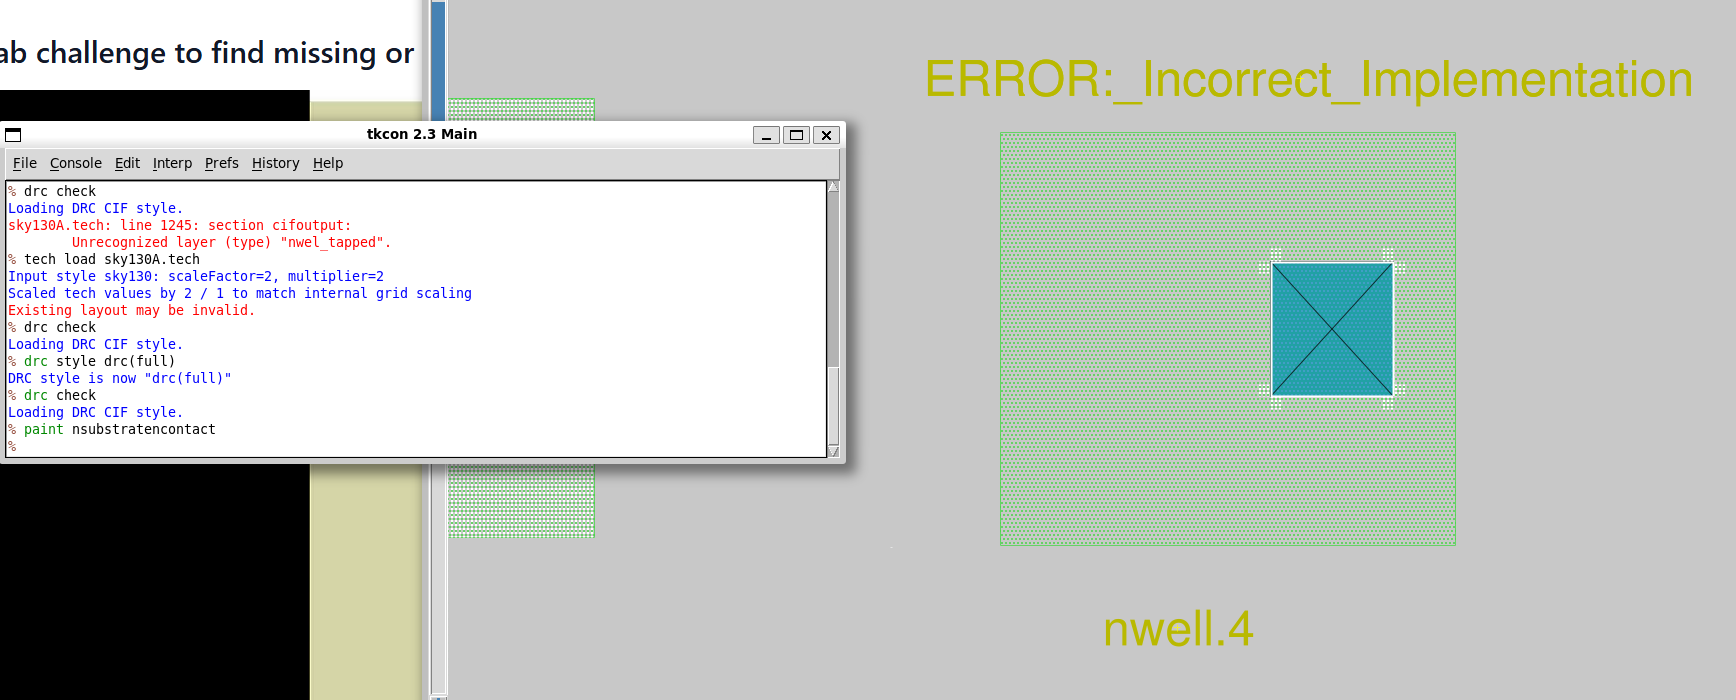 ab challenge to find missing or
ERROR:_Incorrect_Implementation
tkcon 2.3 Main
File Console Edit Interp Prefs History Help
% drc check
Loading DRC CIF style.
sky130A.tech: line 1245: section cifoutput:
Unrecognized layer (type) "nwel_tapped".
% tech load sky130A.tech
Input style sky130: scaleFactor=2, multiplier=2
Scaled tech values by 2 / 1 to match internal grid scaling
Existing layout may be invalid.
% drc check
Loading DRC CIF style.
% drc style drc(full)
DRC style is now "drc(full)"
% drc check
Loading DRC CIF style.
% paint nsubstratencontact
%
nwell.4